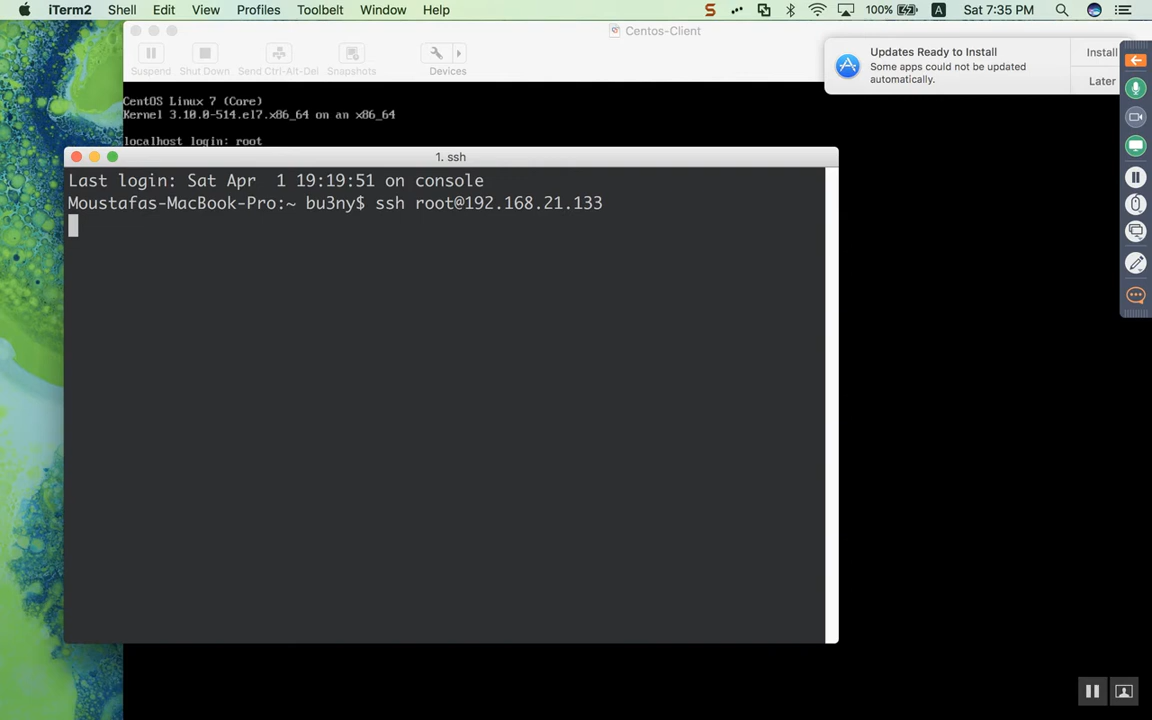 iTerm2 Shell Edit View Profiles Toolbelt Window Help 100% A Sat 7:35 PM
Centos-Client
Suspend Shut Down Send Ctrl-Alt-Del Snapshots Devices
Updates Ready to Install
Some apps could not be updated
automatically.
Install
Later
CentOS Linux 7 (Core)
Kernel 3.10.0-514.el7.x86_64 on an x86_64
localhost login: root
1. ssh
Last login: Sat Apr  1 19:19:51 on console
Moustafas-MacBook-Pro:~ bu3ny$ ssh root@192.168.21.133